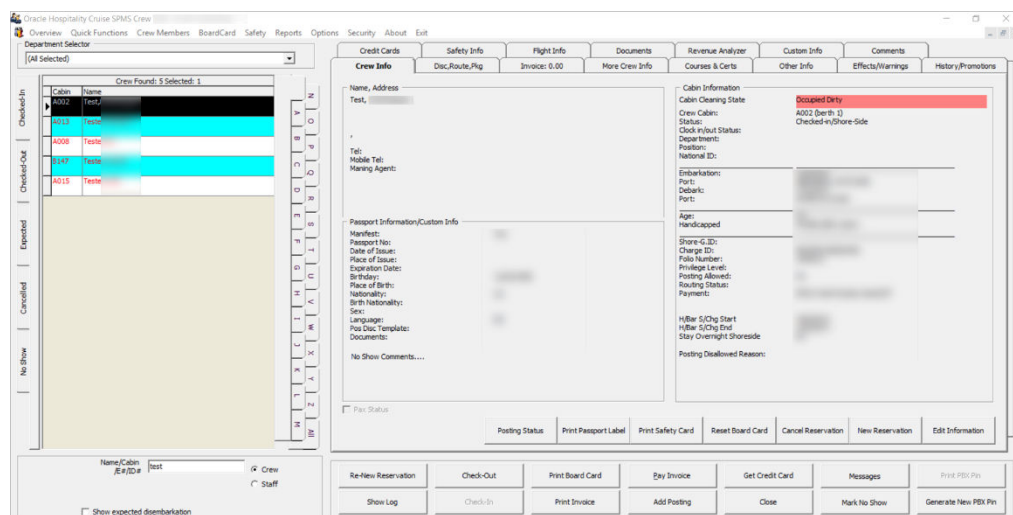 Oracle Hospitality Cruise SPMS Crew
Overview Quick Functions Crew Members BoardCard Safety Reports Options Security About Exit
Department Selector
(All Selected)
Crew Found: 5 Selected: 1
Cabin Name
A002 Test,
A013 Teste
A008 Teste
B147 Teste
A015 Teste
Checked-In
Checked-Out
Expected
Cancelled
No Show
A B C D E F G H I J K L M
N O P Q R S T U V W X Y Z All
Name/Cabin
/E#/ID#
test
Crew
Staff
Show expected disembarkation
Credit Cards Safety Info Flight Info Documents Revenue Analyzer Custom Info Comments
Crew Info Disc,Route,Pkg Invoice: 0.00 More Crew Info Courses & Certs Other Info Effects/Warnings History/Promotions
Name, Address
Test,
,
Tel:
Mobile Tel:
Maning Agent:
Passport Information/Custom Info
Manifest:
Passport No:
Date of Issue:
Place of Issue:
Expiration Date:
Birthday:
Place of Birth:
Nationality:
Birth Nationality:
Sex:
Language:
Pos Disc Template:
Documents:
No Show Comments....
Cabin Information
Cabin Cleaning State Occupied Dirty
Crew Cabin: A002 (berth 1)
Status: Checked-in/Shore-Side
Clock in/out Status:
Department:
Position:
National ID:
Embarkation:
Port:
Debark:
Port:
Age:
Handicapped
Shore-G.ID:
Charge ID:
Folio Number:
Privilege Level:
Posting Allowed:
Routing Status:
Payment:
H/Bar S/Chg Start
H/Bar S/Chg End
Stay Overnight Shoreside
Posting Disallowed Reason:
Pax Status
Posting Status Print Passport Label Print Safety Card Reset Board Card Cancel Reservation New Reservation Edit Information
Re-New Reservation Check-Out Print Board Card Pay Invoice Get Credit Card Messages Print PBX Pin
Show Log Check-In Print Invoice Add Posting Close Mark No Show Generate New PBX Pin